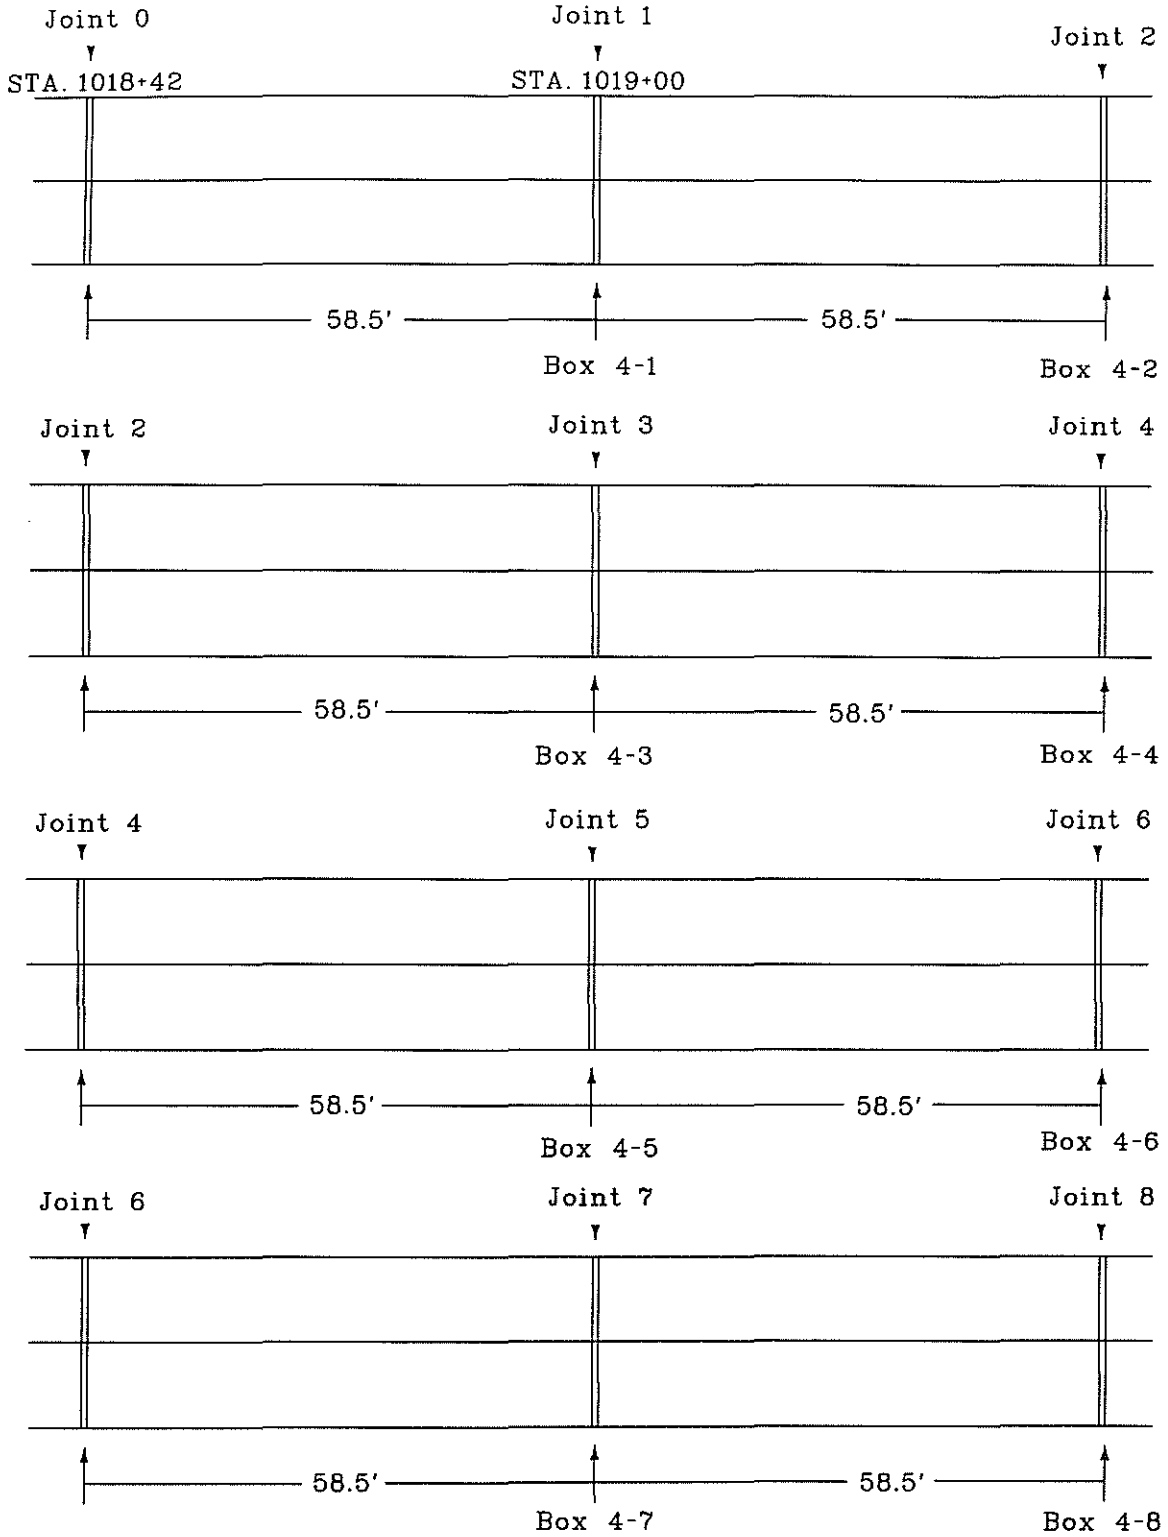 Joint 0 Joint 1 Joint 2
STA. 1018+42 STA. 1019+00
58.5' 58.5'
Box 4-1 Box 4-2
Joint 2 Joint 3 Joint 4
58.5' 58.5'
Box 4-3 Box 4-4
Joint 4 Joint 5 Joint 6
58.5' 58.5'
Box 4-5 Box 4-6
Joint 6 Joint 7 Joint 8
58.5' 58.5'
Box 4-7 Box 4-8